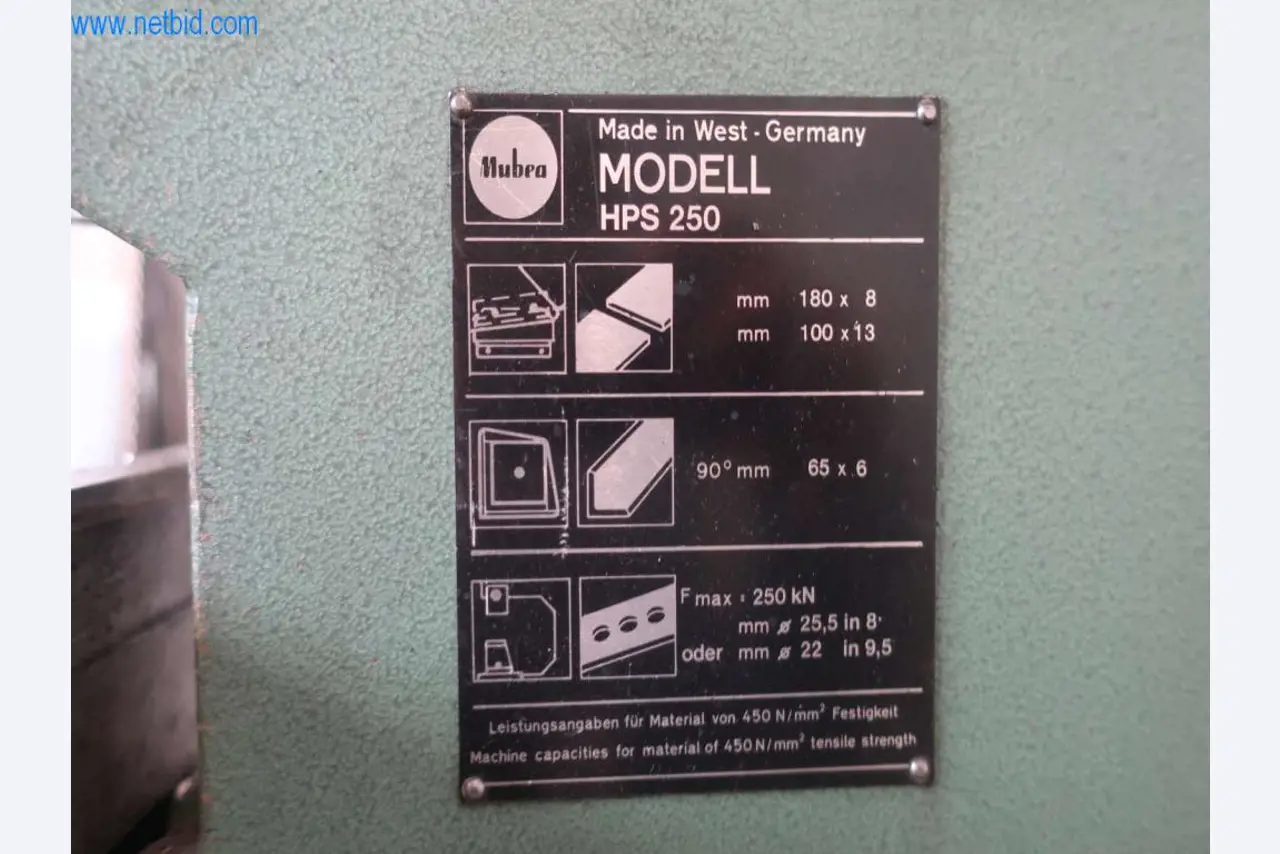 www.netbid.com
Mubea
Made in West - Germany
MODELL
HPS 250
mm 180 x 8
mm 100 x 13
90° mm 65 x 6
F max = 250 kN
mm ø 25,5 in 8
oder mm ø 22 in 9,5
Leistungsangaben für Material von 450 N/mm² Festigkeit
Machine capacities for material of 450 N/mm² tensile strength